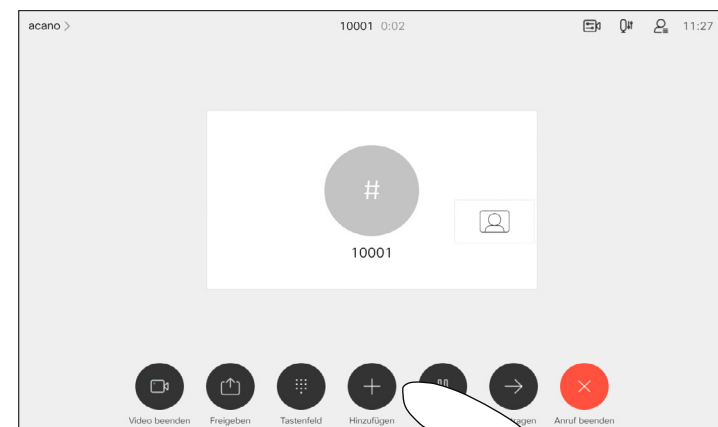 acano >
10001 0:02
11:27
#
10001
Video beenden Freigeben Tastenfeld Hinzufügen Anruf beenden